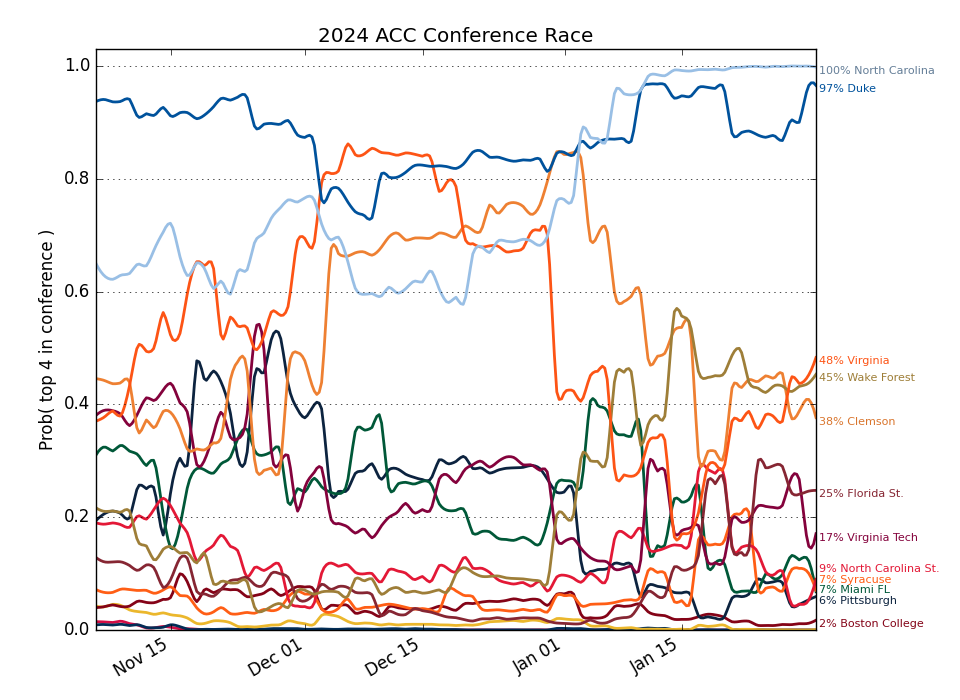 2024 ACC Conference Race
Prob( top 4 in conference )
1.0
0.8
0.6
0.4
0.2
0.0
Nov 15
Dec 01
Dec 15
Jan 01
Jan 15
100% North Carolina
97% Duke
48% Virginia
45% Wake Forest
38% Clemson
25% Florida St.
17% Virginia Tech
9% North Carolina St.
7% Syracuse
7% Miami FL
6% Pittsburgh
2% Boston College